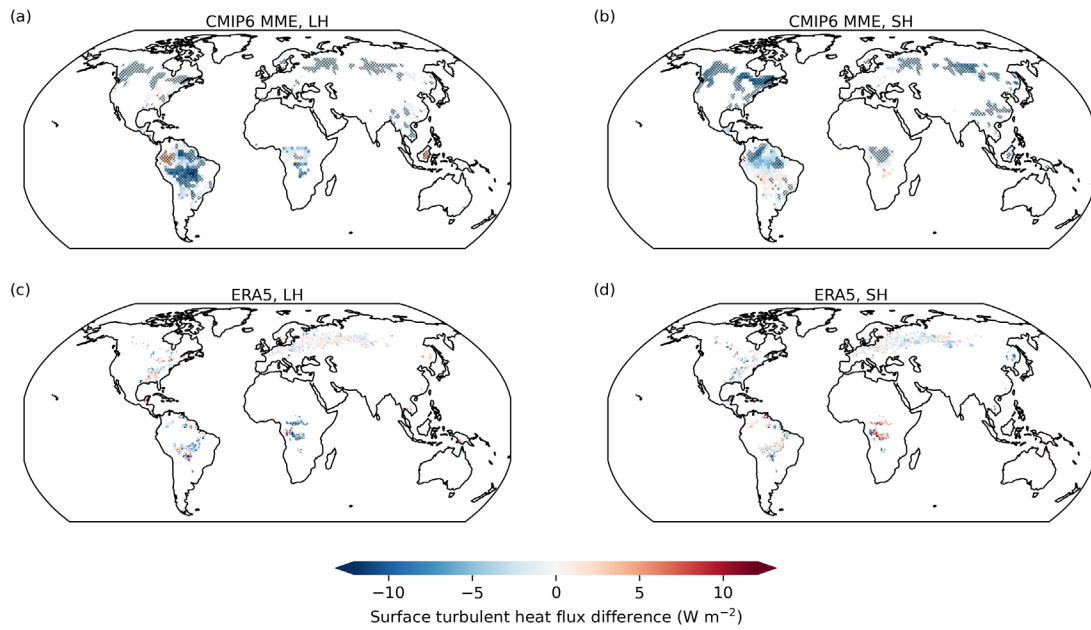 (a)
CMIP6 MME, LH
(b)
CMIP6 MME, SH
(c)
ERA5, LH
(d)
ERA5, SH
−10
−5
0
5
10
Surface turbulent heat flux difference (W m⁻²)